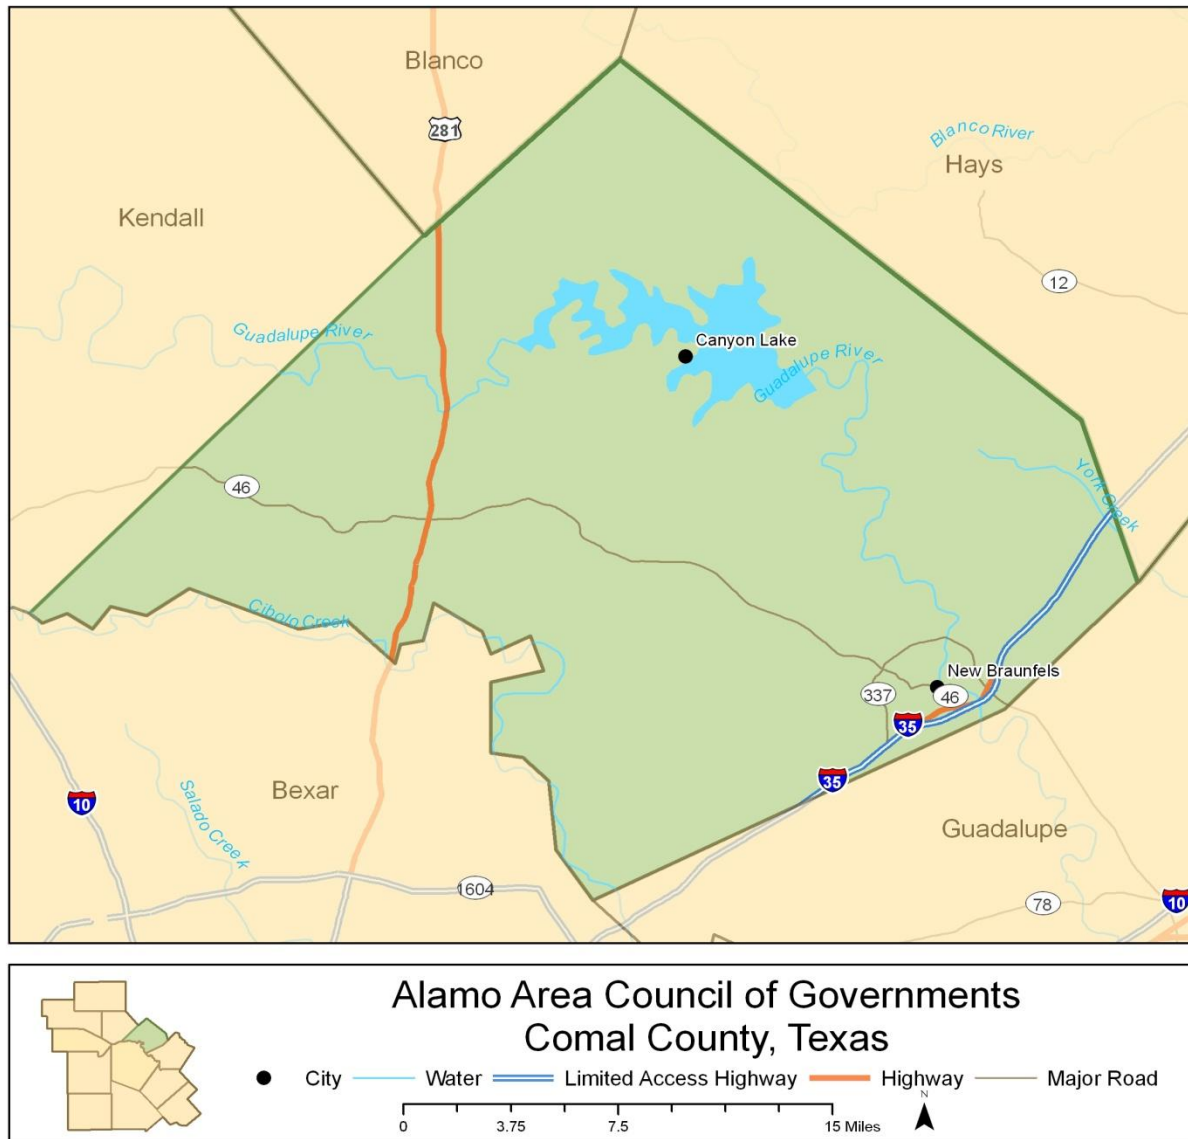 Blanco
281
Blanco River
Hays
Kendall
12
Guadalupe River
Canyon Lake
Guadalupe River
46
York Creek
Cibolo Creek
New Braunfels
337
46
35
35
10
Bexar
Salado Creek
Guadalupe
1604
78
10
Alamo Area Council of Governments
Comal County, Texas
City Water Limited Access Highway Highway Major Road
N
0 3.75 7.5 15 Miles